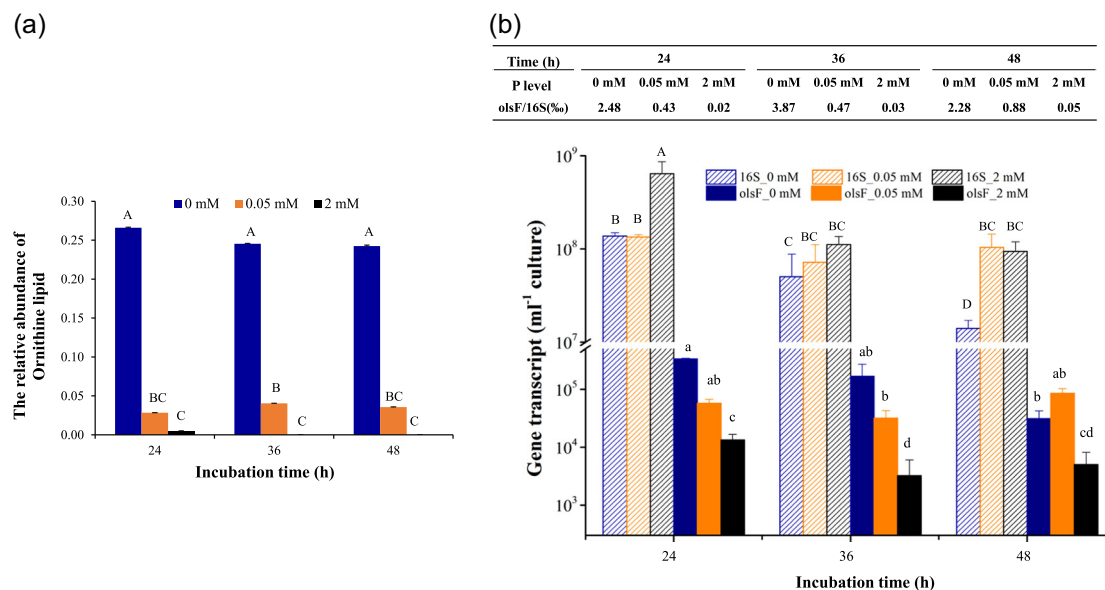 (a)
The relative abundance of
Ornithine lipid
0 mM 0.05 mM 2 mM
0.30
0.25
0.20
0.15
0.10
0.05
0.00
A
BC
C
A
B
C
A
BC
C
24 36 48
Incubation time (h)
(b)
Time (h) 24 36 48
P level 0 mM 0.05 mM 2 mM 0 mM 0.05 mM 2 mM 0 mM 0.05 mM 2 mM
olsF/16S(‰) 2.48 0.43 0.02 3.87 0.47 0.03 2.28 0.88 0.05
Gene transcript (ml⁻¹ culture)
10⁹
10⁸
10⁷
10⁵
10⁴
10³
16S_0 mM 16S_0.05 mM 16S_2 mM
olsF_0 mM olsF_0.05 mM olsF_2 mM
B B A
a ab c
C BC BC
ab b d
D BC BC
b ab cd
24 36 48
Incubation time (h)